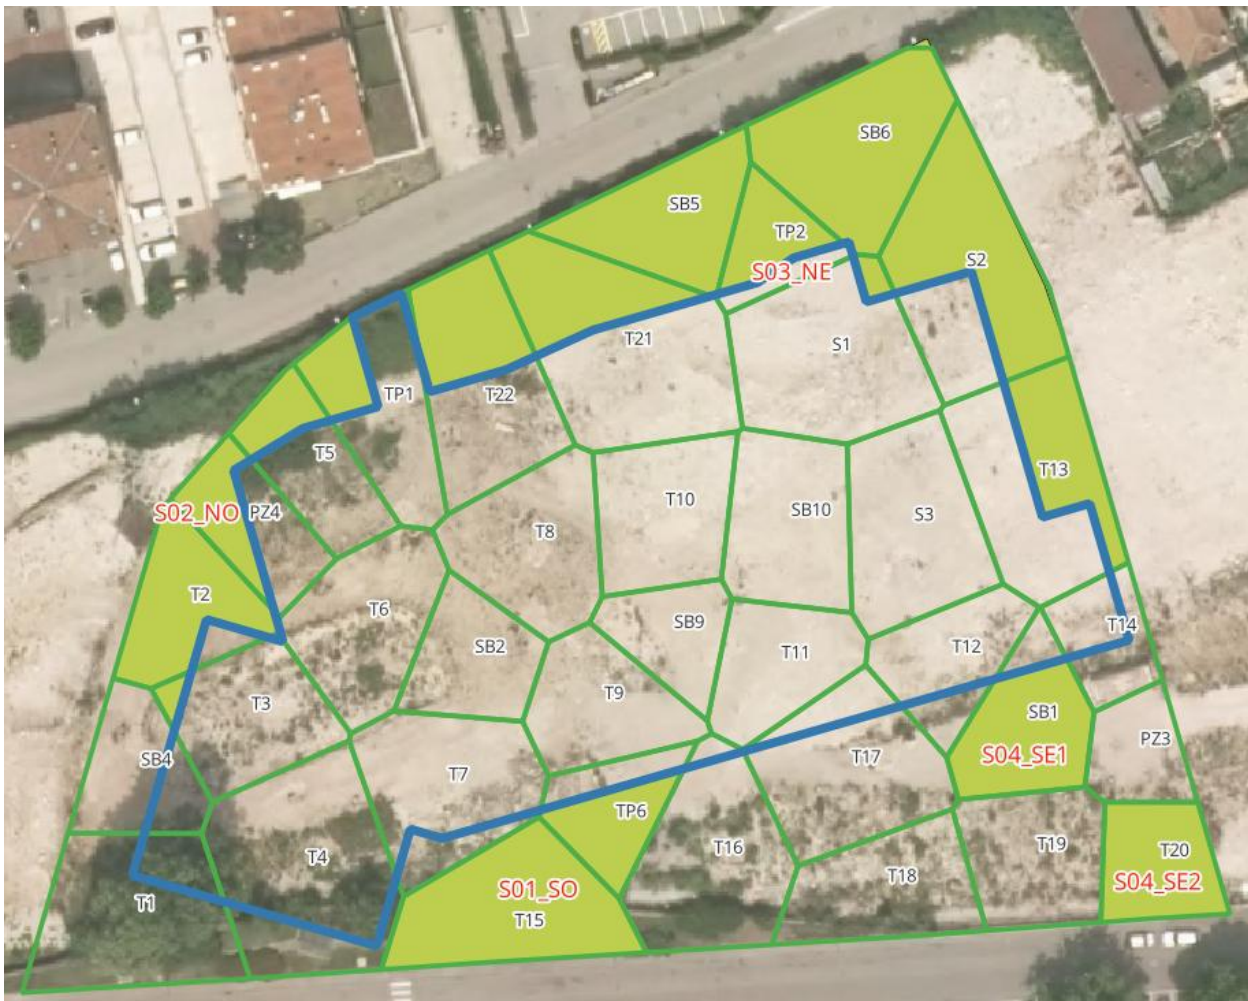 SB6
SB5
TP2
S2
S03_NE
T21
S1
TP1
T22
T5
T13
T10
S02_NO
PZ4
SB10
S3
T8
T2
T6
SB9
T14
SB2
T11
T12
T9
T3
SB1
PZ3
S04_SE1
T17
SB4
T7
TP6
T16
T19
T20
T4
T18
S04_SE2
S01_SO
T1
T15